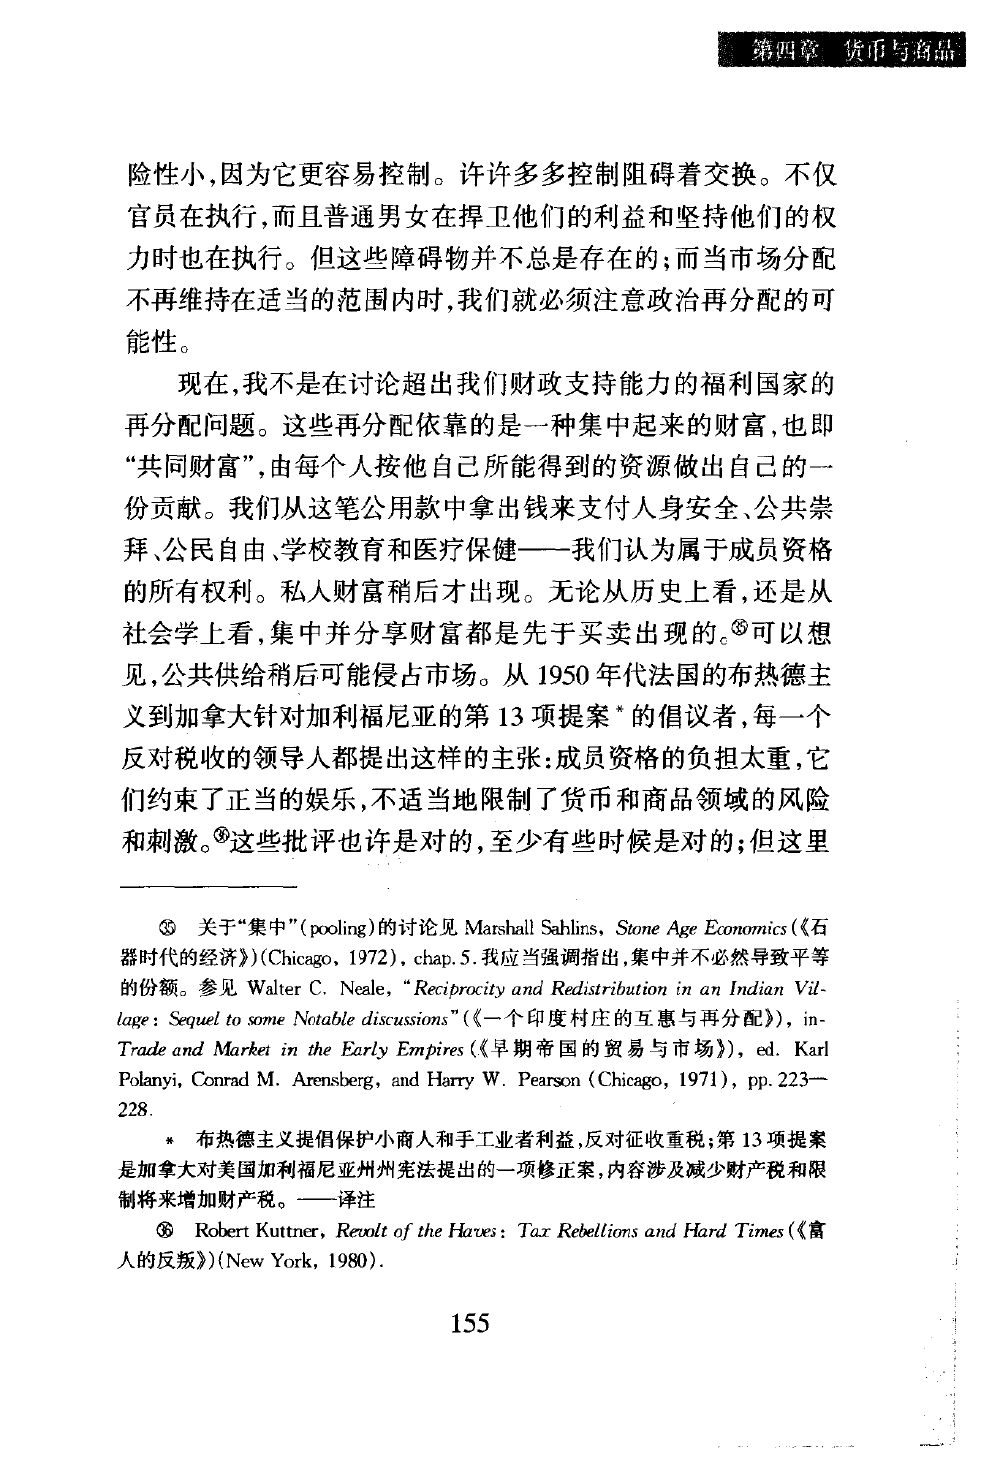 第四章 货币与商品
险性小,因为它更容易控制。许许多多控制阻碍着交换。不仅
官员在执行,而且普通男女在捍卫他们的利益和坚持他们的权
力时也在执行。但这些障碍物并不总是存在的;而当市场分配
不再维持在适当的范围内时,我们就必须注意政治再分配的可
能性。
现在,我不是在讨论超出我们财政支持能力的福利国家的
再分配问题。这些再分配依靠的是一种集中起来的财富,也即
“共同财富”,由每个人按他自己所能得到的资源做出自己的一
份贡献。我们从这笔公用款中拿出钱来支付人身安全、公共崇
拜、公民自由、学校教育和医疗保健——我们认为属于成员资格
的所有权利。私人财富稍后才出现。无论从历史上看,还是从
社会学上看,集中并分享财富都是先于买卖出现的。㉟可以想
见,公共供给稍后可能侵占市场。从 1950 年代法国的布热德主
义到加拿大针对加利福尼亚的第 13 项提案 * 的倡议者,每一个
反对税收的领导人都提出这样的主张:成员资格的负担太重,它
们约束了正当的娱乐,不适当地限制了货币和商品领域的风险
和刺激。㊱这些批评也许是对的,至少有些时候是对的;但这里
㉟ 关于“集中”(pooling)的讨论见 Marshall Sahlins, Stone Age Economics(《石
器时代的经济》)(Chicago, 1972), chap. 5. 我应当强调指出,集中并不必然导致平等
的份额。参见 Walter C. Neale, “Reciprocity and Redistribution in an Indian Vil-
lage: Sequel to some Notable discussions”(《一个印度村庄的互惠与再分配》), in-
Trade and Market in the Early Empires(《早期帝国的贸易与市场》), ed. Karl
Polanyi, Conrad M. Arensberg, and Harry W. Pearson (Chicago, 1971), pp. 223—
228.
* 布热德主义提倡保护小商人和手工业者利益,反对征收重税;第 13 项提案
是加拿大对美国加利福尼亚州州宪法提出的一项修正案,内容涉及减少财产税和限
制将来增加财产税。——译注
㊱ Robert Kuttner, Revolt of the Haves: Tax Rebellions and Hard Times(《富
人的反叛》)(New York, 1980).
155